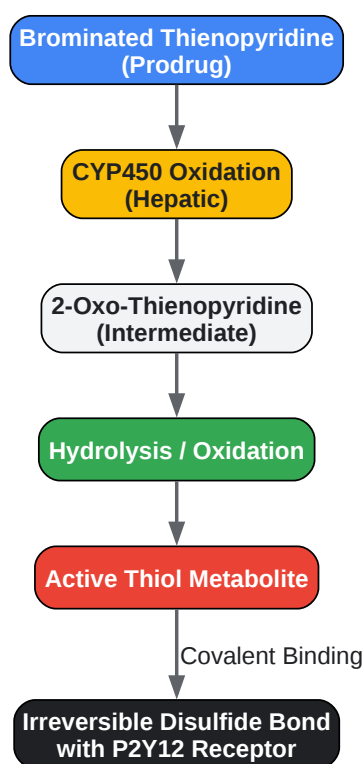 Brominated Thienopyridine
(Prodrug)
CYP450 Oxidation
(Hepatic)
2-Oxo-Thienopyridine
(Intermediate)
Hydrolysis / Oxidation
Active Thiol Metabolite
Covalent Binding
Irreversible Disulfide Bond
with P2Y12 Receptor